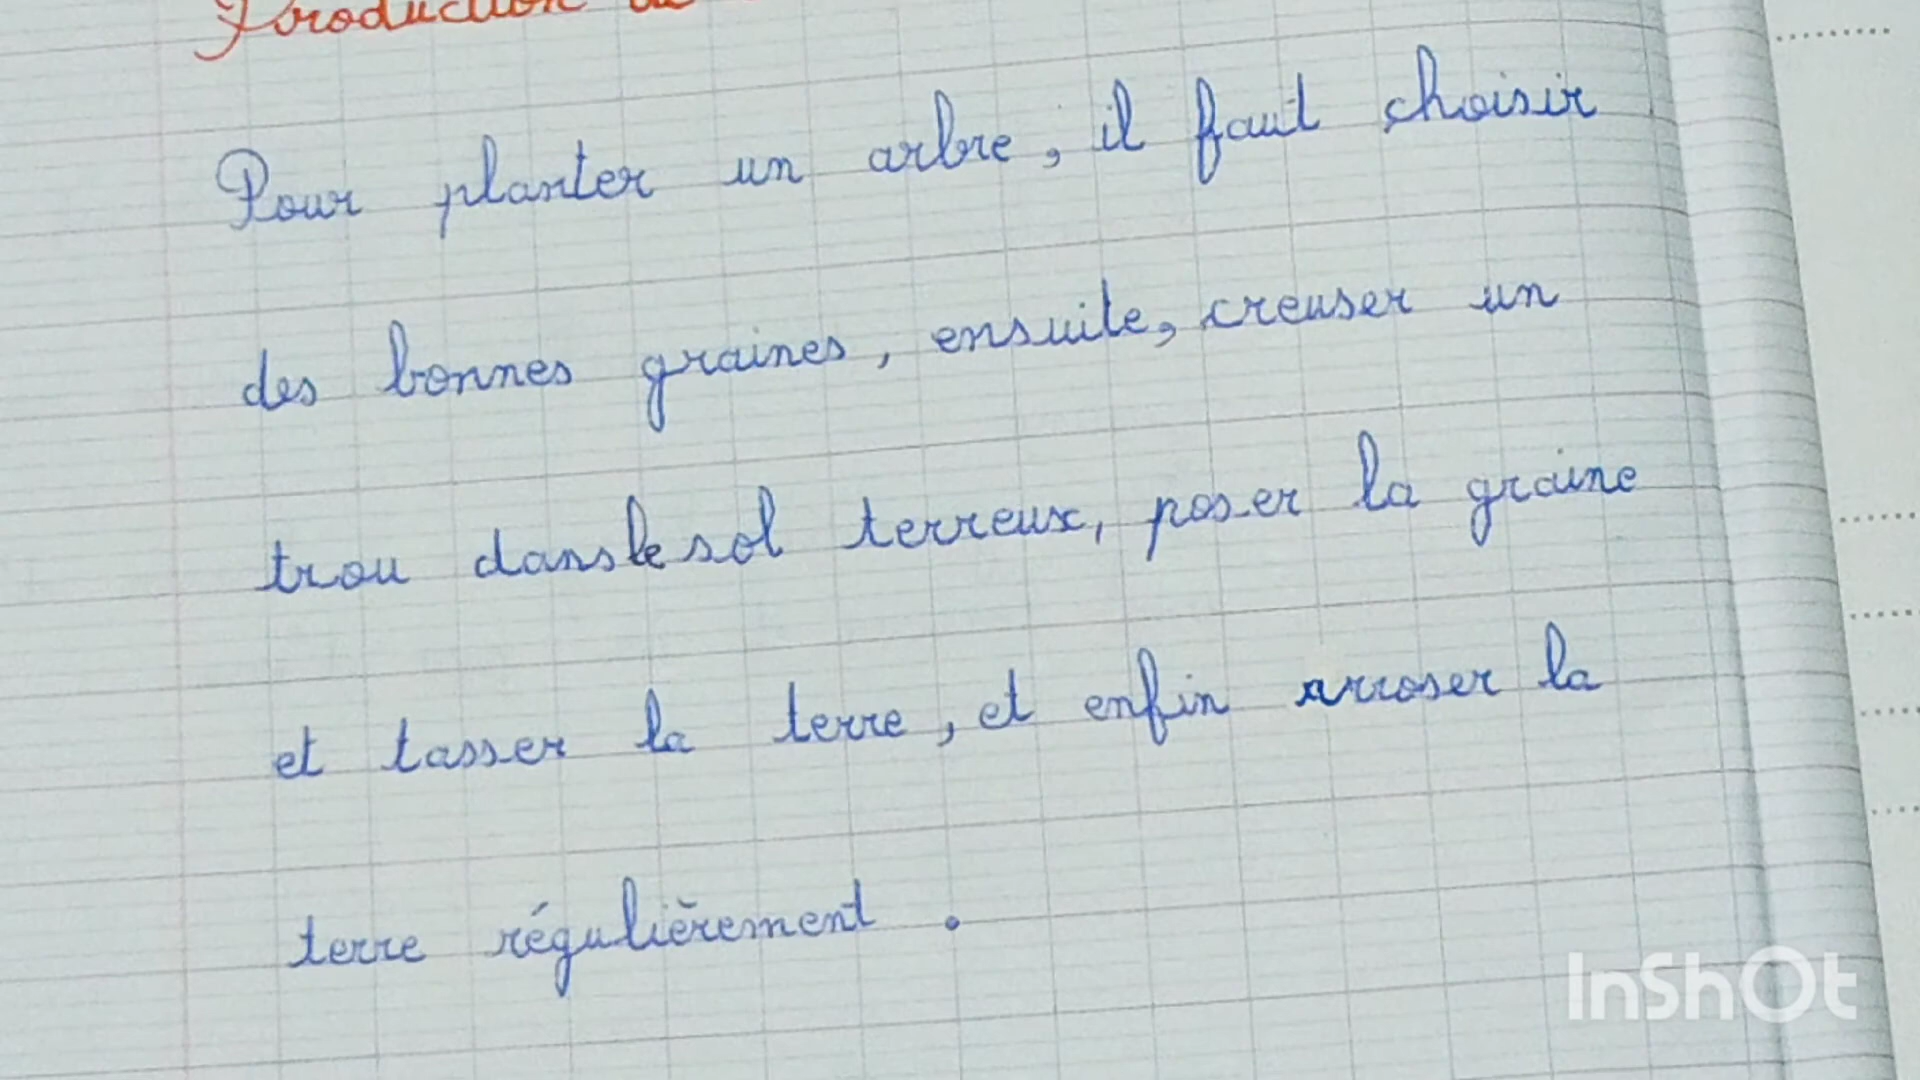 Production
Pour planter un arbre, il faut choisir
des bonnes graines, ensuite, creuser un
trou dans le sol terreux, poser la graine
et tasser la terre, et enfin arroser la
terre régulièrement .
InShOt